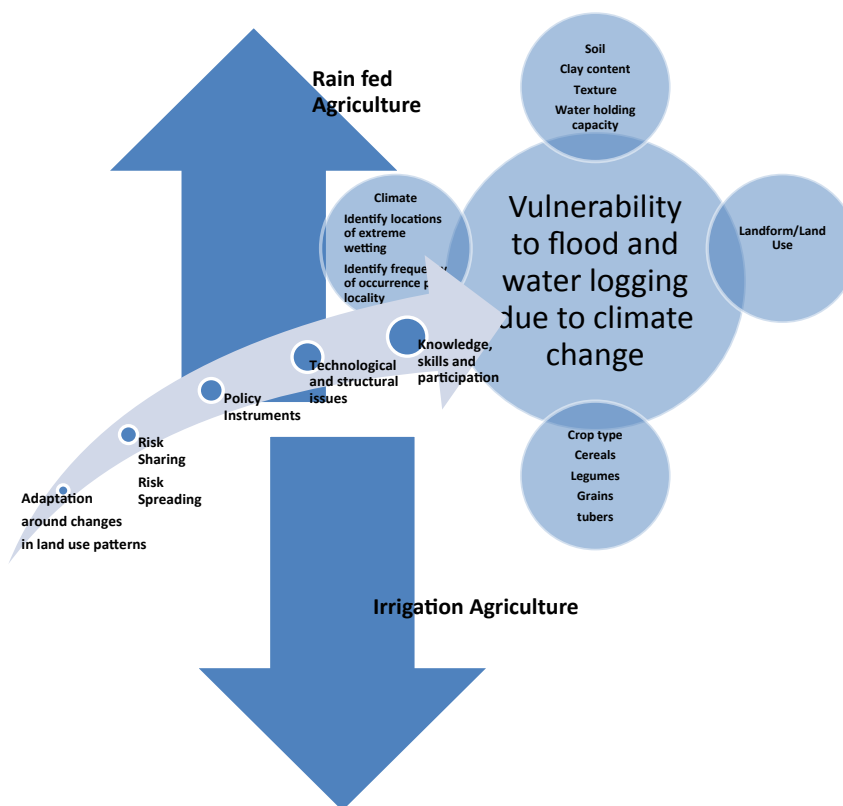 Rain fed
Agriculture
Soil
Clay content
Texture
Water holding
capacity
Climate
Identify locations
of extreme
wetting
Identify frequency
of occurrence p
locality
Vulnerability
to flood and
water logging
due to climate
change
Landform/Land
Use
Knowledge,
skills and
participation
Technological
and structural
issues
Policy
Instruments
Risk
Sharing
Risk
Spreading
Adaptation
around changes
in land use patterns
Crop type
Cereals
Legumes
Grains
tubers
Irrigation Agriculture